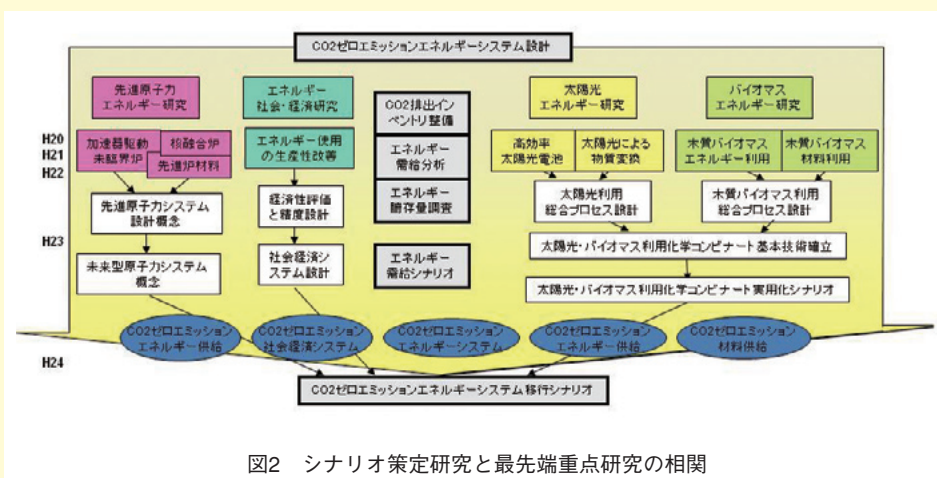 CO2ゼロエミッションエネルギーシステム設計
先進原子力
エネルギー研究
エネルギー
社会・経済研究
CO2排出イン
ベントリ整備
太陽光
エネルギー研究
バイオマス
エネルギー研究
H20
H21
H22
加速器駆動
未臨界炉
核融合炉
先進炉材料
エネルギー使用
の生産性改善
エネルギー
需給分析
高効率
太陽光電池
太陽光による
物質変換
木質バイオマス
エネルギー利用
木質バイオマス
材料利用
先進原子力システム
設計概念
経済性評価
と精度設計
エネルギー
賦存量調査
太陽光利用
総合プロセス設計
木質バイオマス利用
総合プロセス設計
H23
未来型原子力システム
概念
社会経済シ
ステム設計
エネルギー
需給シナリオ
太陽光・バイオマス利用化学コンビナート基本技術確立
太陽光・バイオマス利用化学コンビナート実用化シナリオ
CO2ゼロエミッション
エネルギー供給
CO2ゼロエミッション
社会経済システム
CO2ゼロエミッション
エネルギーシステム
CO2ゼロエミッション
エネルギー供給
CO2ゼロエミッション
材料供給
H24
CO2ゼロエミッションエネルギーシステム移行シナリオ
図2 シナリオ策定研究と最先端重点研究の相関